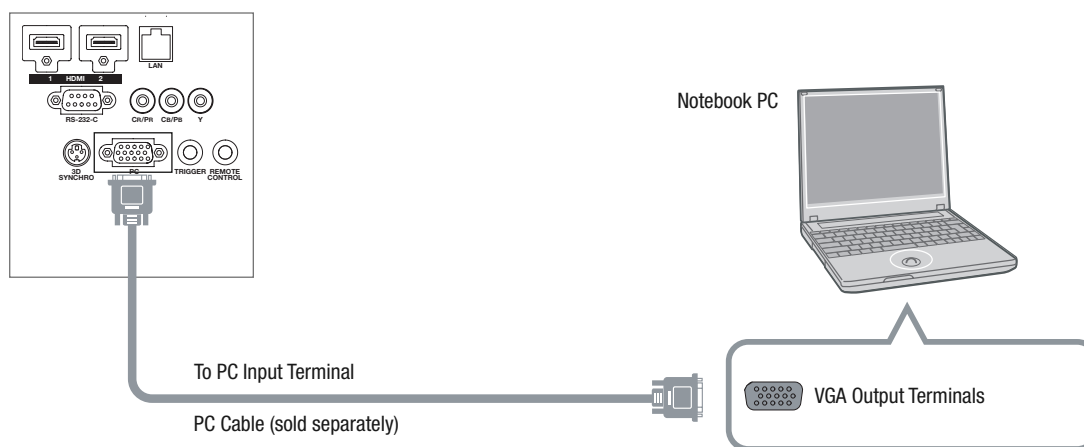 LAN
1 HDMI 2
RS-232-C
CR/PR CB/PB Y
3D
SYNCHRO
PC
TRIGGER
REMOTE
CONTROL
Notebook PC
To PC Input Terminal
PC Cable (sold separately)
VGA Output Terminals